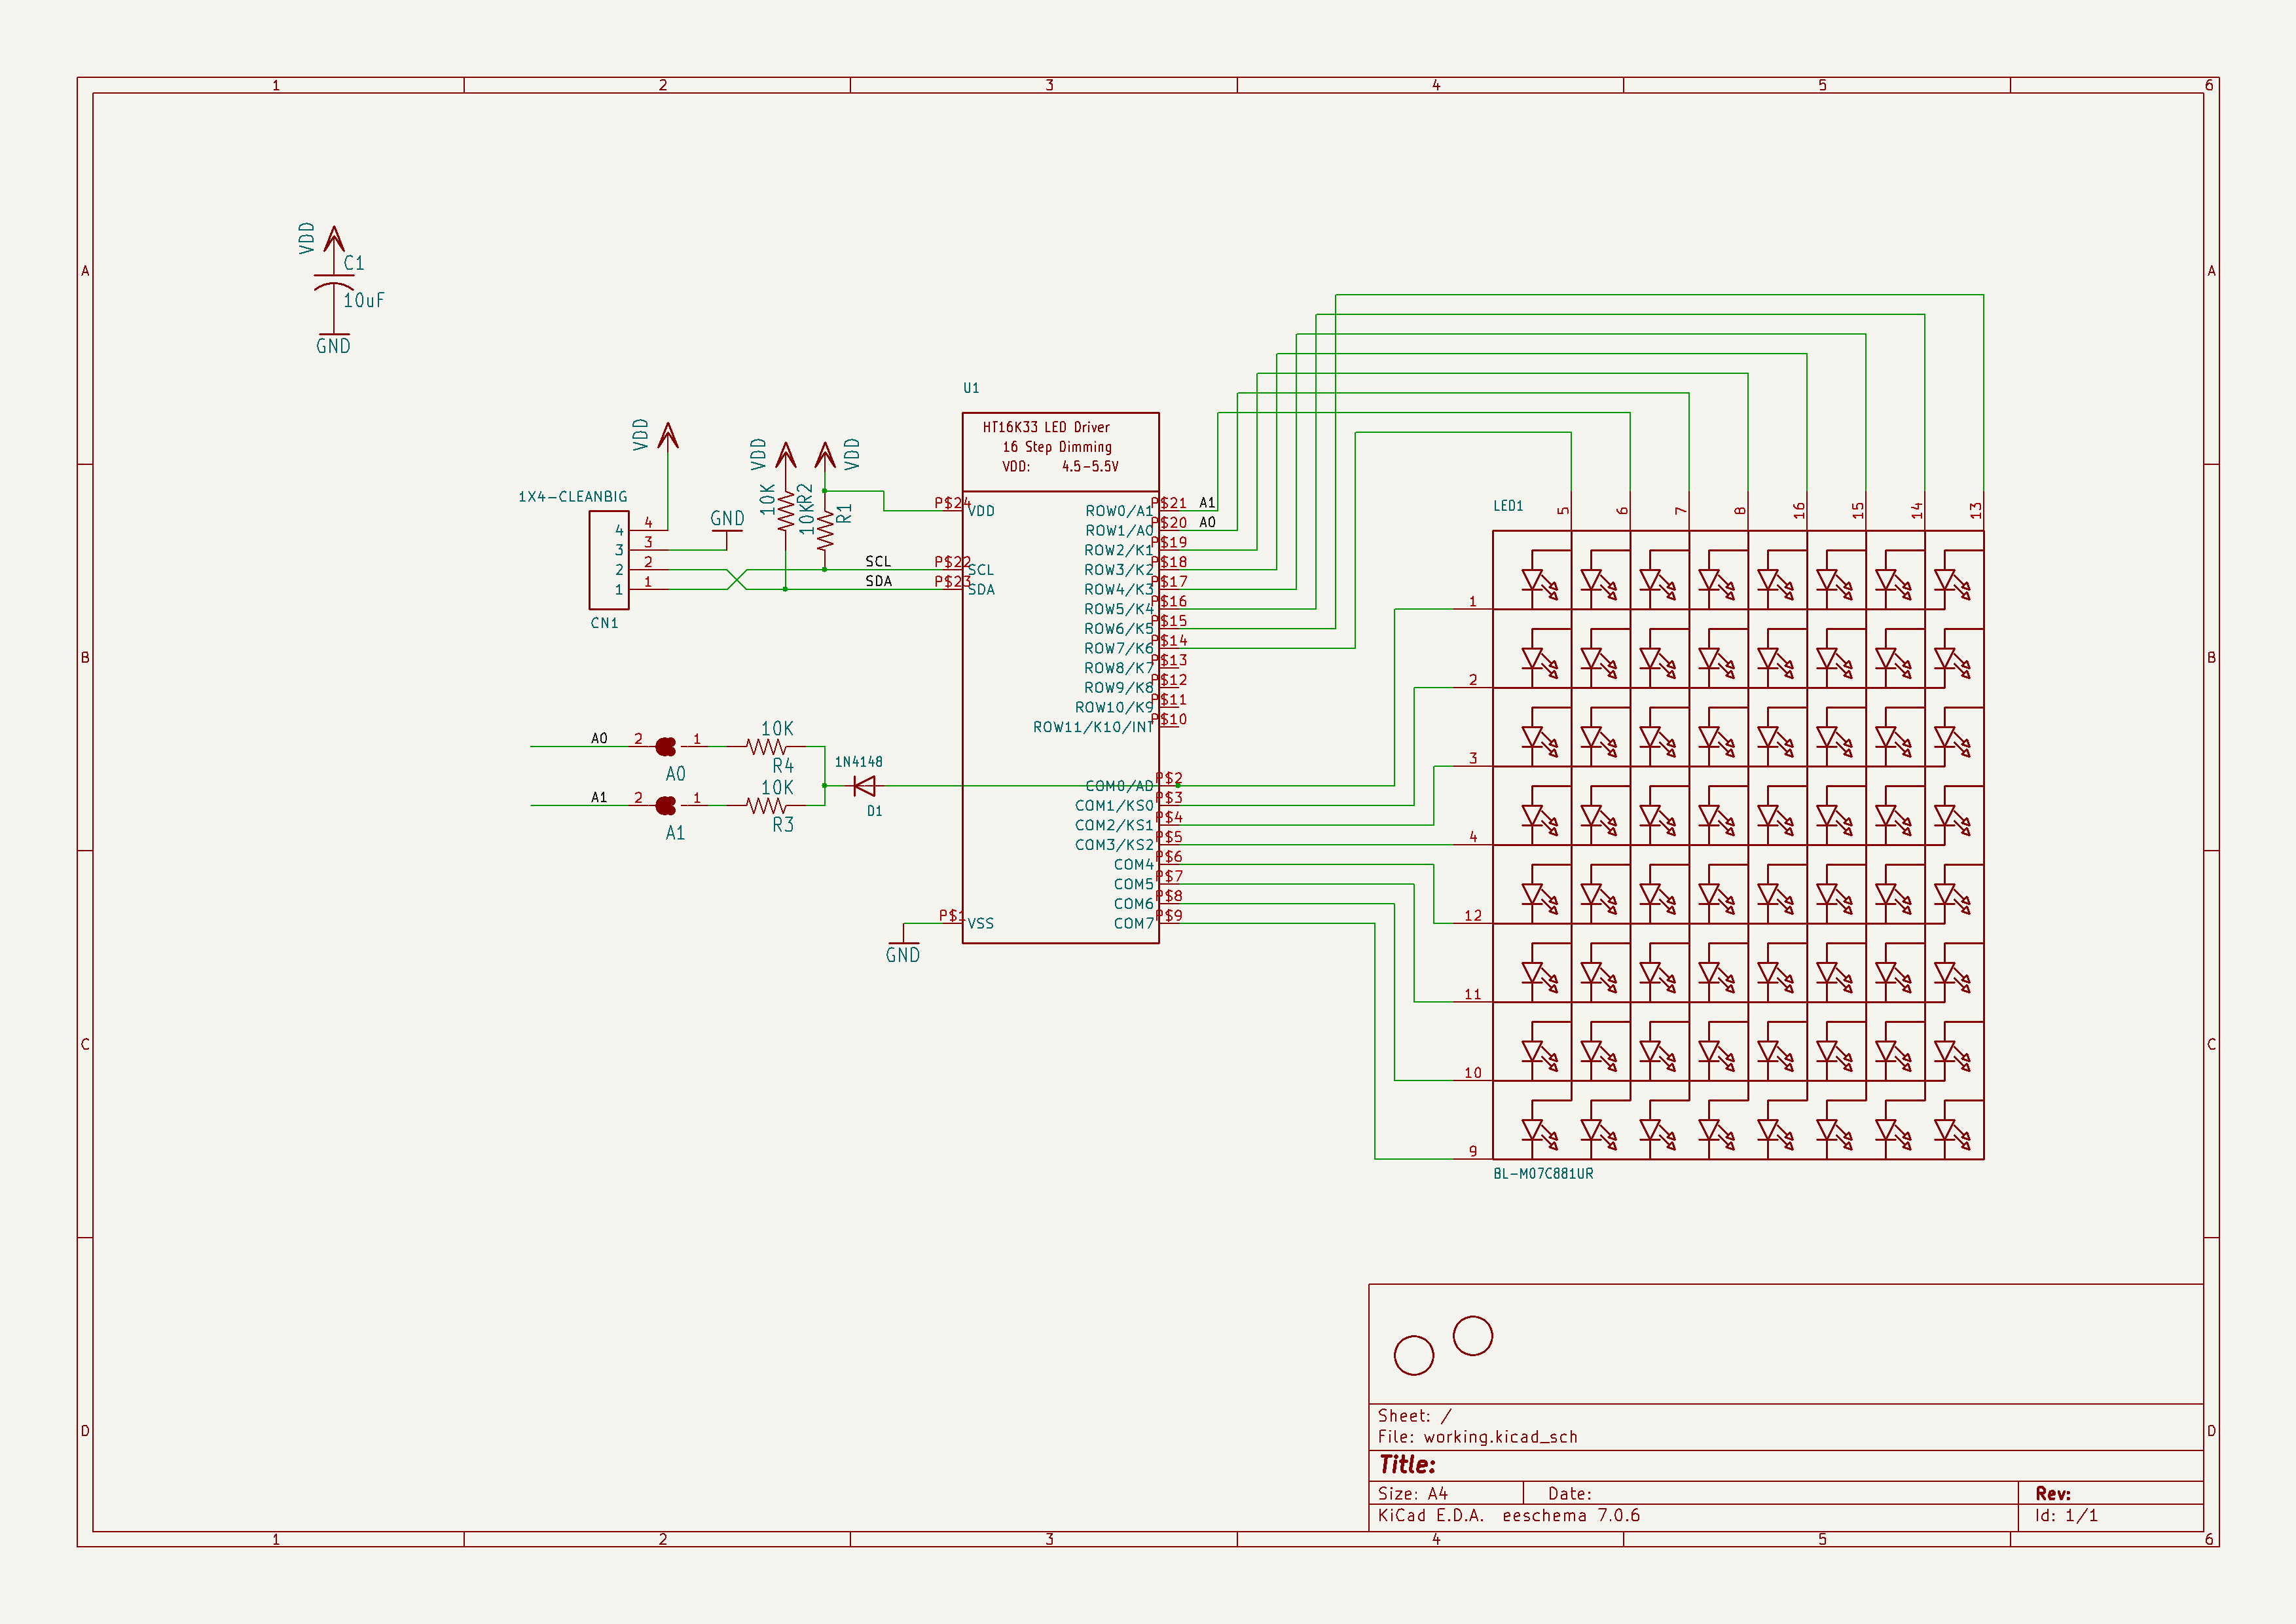 1 2 3 4 5 6
A
A
VDD
C1
10uF
GND
U1
HT16K33 LED Driver
16 Step Dimming
VDD: 4.5-5.5V
VDD
VDD
VDD
1X4-CLEANBIG
10K
10K
R2
R1
GND
4 4
3 3
2 2
1 1
CN1
SCL
SDA
P$24 VDD
P$22 SCL
P$23 SDA
ROW0/A1 P$21 A1
ROW1/A0 P$20 A0
ROW2/K1 P$19
ROW3/K2 P$18
ROW4/K3 P$17
ROW5/K4 P$16
ROW6/K5 P$15
ROW7/K6 P$14
ROW8/K7 P$13
ROW9/K8 P$12
ROW10/K9 P$11
ROW11/K10/INT P$10
B
B
A0 2 1 10K
A0 R4
A1 2 1 10K
A1 R3
1N4148
D1
COM0/AD P$2
COM1/KS0 P$3
COM2/KS1 P$4
COM3/KS2 P$5
COM4 P$6
COM5 P$7
COM6 P$8
COM7 P$9
P$1 VSS
GND
LED1
5 6 7 8 16 15 14 13
1
2
3
4
12
11
10
9
BL-M07C881UR
C
C
Sheet: /
File: working.kicad_sch
Title:
Size: A4 Date: Rev:
KiCad E.D.A. eeschema 7.0.6 Id: 1/1
D
D
1 2 3 4 5 6